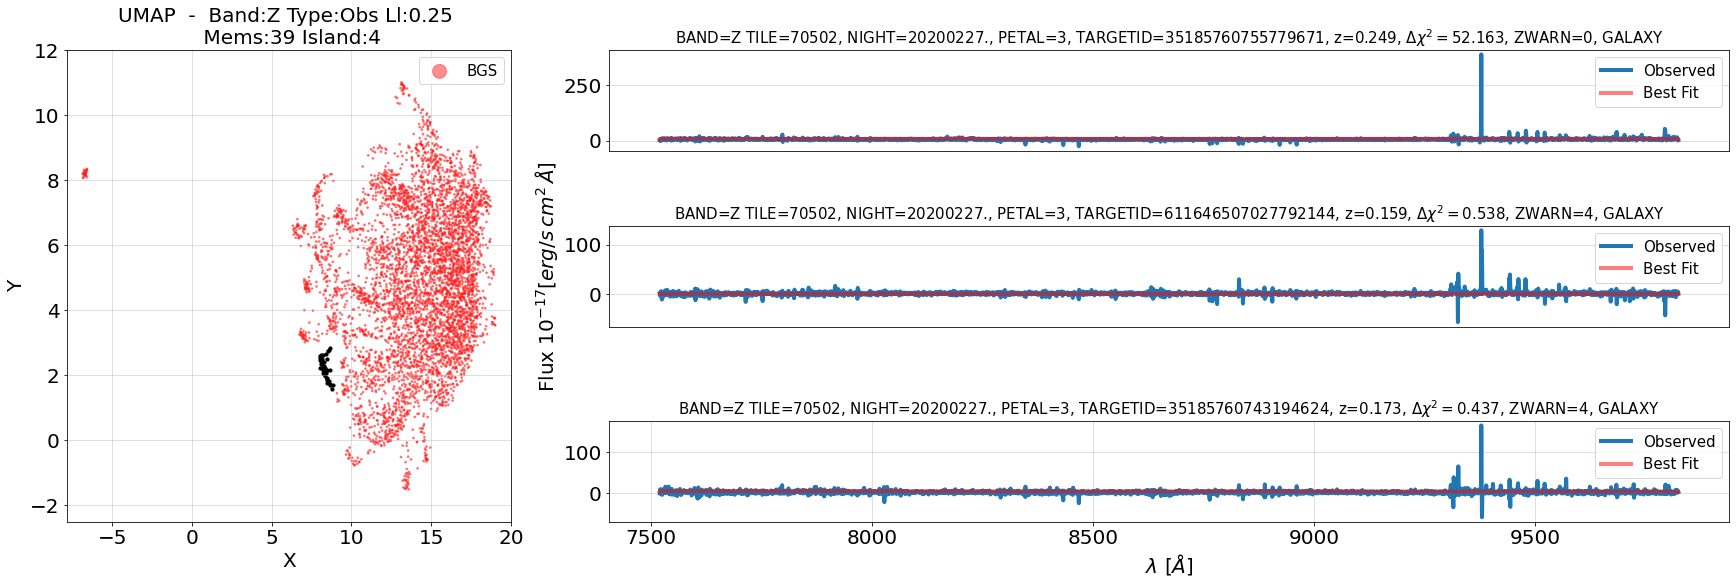 UMAP - Band:Z Type:Obs Ll:0.25
Mems:39 Island:4
BGS
12
10
8
6
4
2
0
−2
Y
−5
0
5
10
15
20
X
Flux 10^{-17}[erg/s cm^2 Å]
BAND=Z TILE=70502, NIGHT=20200227., PETAL=3, TARGETID=35185760755779671, z=0.249, Δχ²=52.163, ZWARN=0, GALAXY
250
0
Observed
Best Fit
BAND=Z TILE=70502, NIGHT=20200227., PETAL=3, TARGETID=611646507027792144, z=0.159, Δχ²=0.538, ZWARN=4, GALAXY
100
0
Observed
Best Fit
BAND=Z TILE=70502, NIGHT=20200227., PETAL=3, TARGETID=35185760743194624, z=0.173, Δχ²=0.437, ZWARN=4, GALAXY
100
0
Observed
Best Fit
7500
8000
8500
9000
9500
λ [Å]